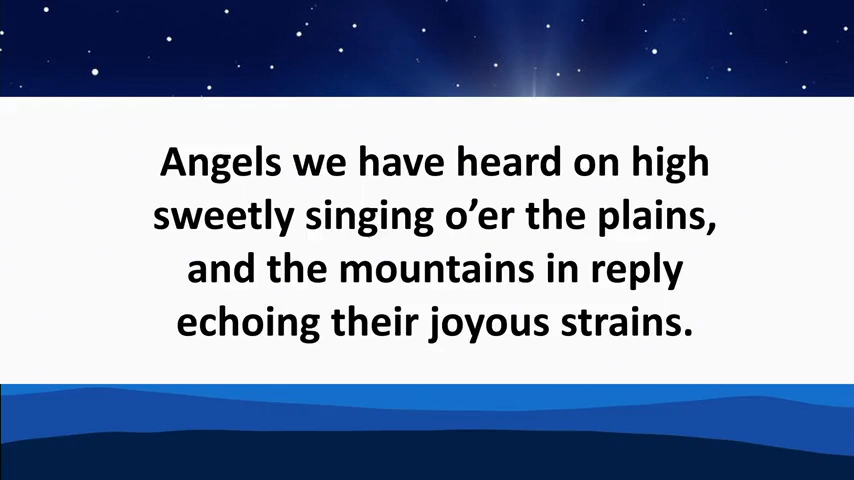 Angels we have heard on high
sweetly singing o’er the plains,
and the mountains in reply
echoing their joyous strains.